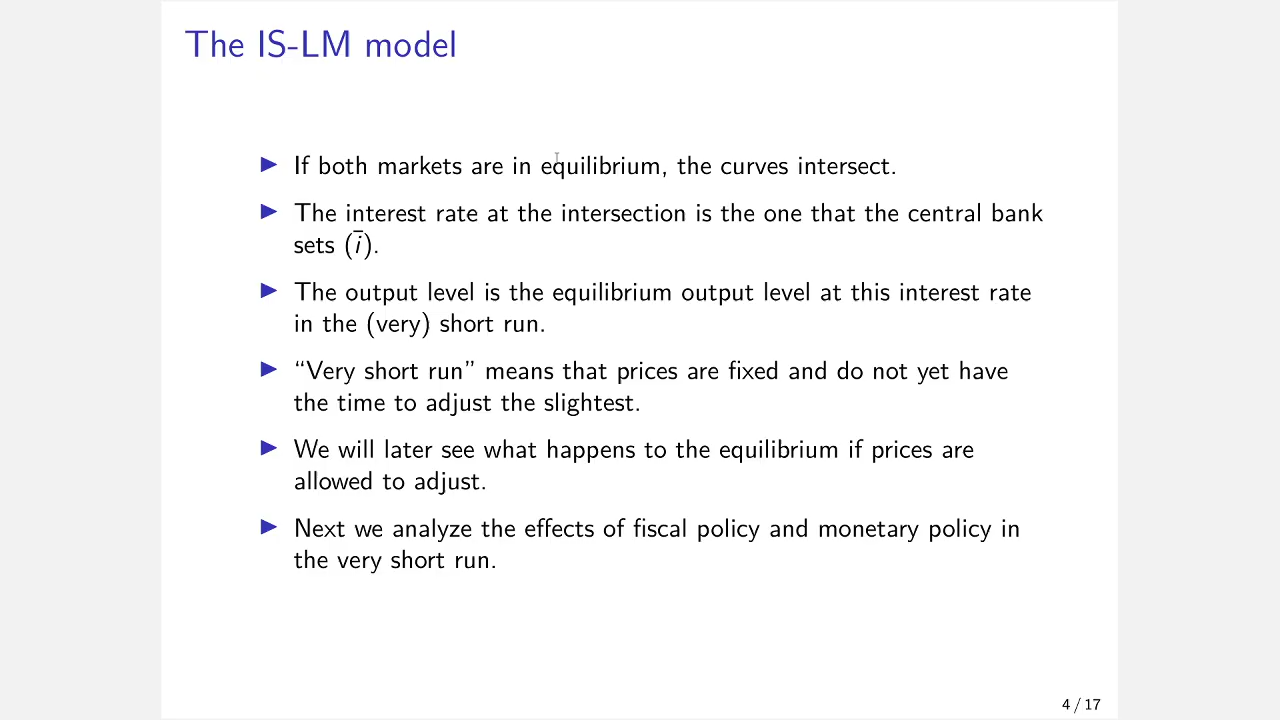 The IS-LM model
▶ If both markets are in equilibrium, the curves intersect.
▶ The interest rate at the intersection is the one that the central bank
sets (i̅).
▶ The output level is the equilibrium output level at this interest rate
in the (very) short run.
▶ “Very short run” means that prices are fixed and do not yet have
the time to adjust the slightest.
▶ We will later see what happens to the equilibrium if prices are
allowed to adjust.
▶ Next we analyze the effects of fiscal policy and monetary policy in
the very short run.
4 / 17